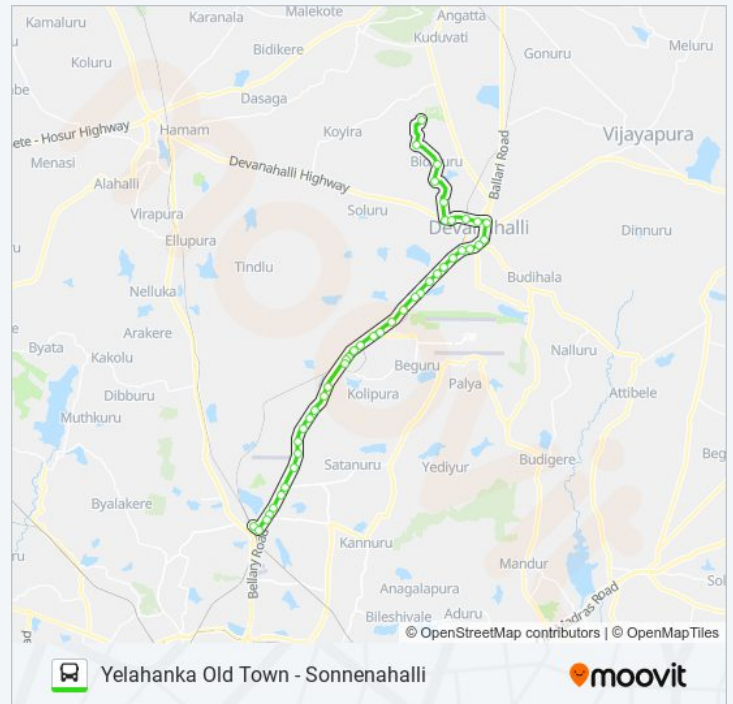 Kamaluru
Karanala
Malekote
Angatta
Kuduvati
Bidikere
Gonuru
Meluru
Koluru
Dasaga
ete - Hosur Highway
Hamam
Koyira
Vijayapura
Menasi
Devanahalli Highway
Ballari Road
Alahalli
Virapura
Soluru
Devanahalli
Dinnuru
Ellupura
Tindlu
Budihala
Nelluka
Arakere
Byata
Kakolu
Nalluru
Beguru
Palya
Dibburu
Kolipura
Attibele
Muthkuru
Satanuru
Yediyur
Budigere
Beg
Byalakere
Kannuru
Mandur
Bellary Road
Anagalapura
Bileshivale
Aduru
© OpenStreetMap contributors | © OpenMapTiles
Yelahanka Old Town - Sonnenahalli
moovit